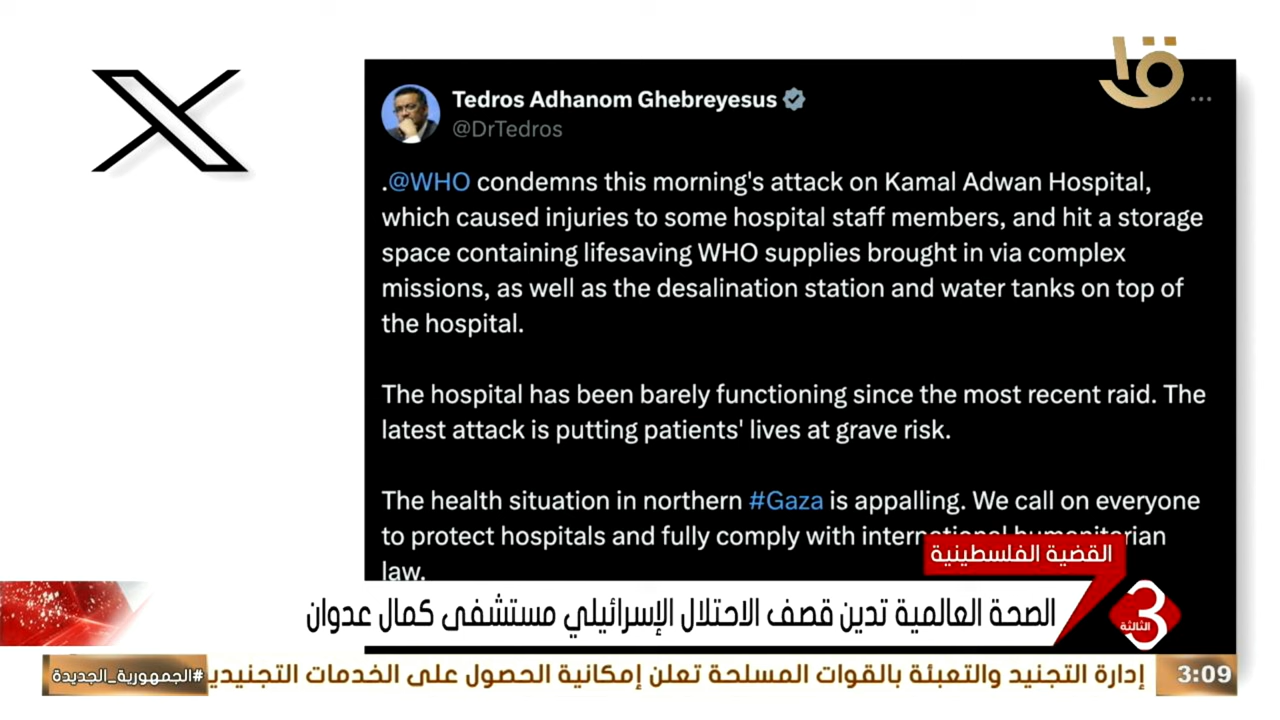 Tedros Adhanom Ghebreyesus
@DrTedros
.@WHO condemns this morning's attack on Kamal Adwan Hospital,
which caused injuries to some hospital staff members, and hit a storage
space containing lifesaving WHO supplies brought in via complex
missions, as well as the desalination station and water tanks on top of
the hospital.
The hospital has been barely functioning since the most recent raid. The
latest attack is putting patients' lives at grave risk.
The health situation in northern #Gaza is appalling. We call on everyone
to protect hospitals and fully comply with international humanitarian
law.
القضية الفلسطينية
الصحة العالمية تدين قصف الاحتلال الإسرائيلي مستشفى كمال عدوان
3 الثالثة
إدارة التجنيد والتعبئة بالقوات المسلحة تعلن إمكانية الحصول على الخدمات التجنيدي
#الجمهورية_الجديدة
3:09